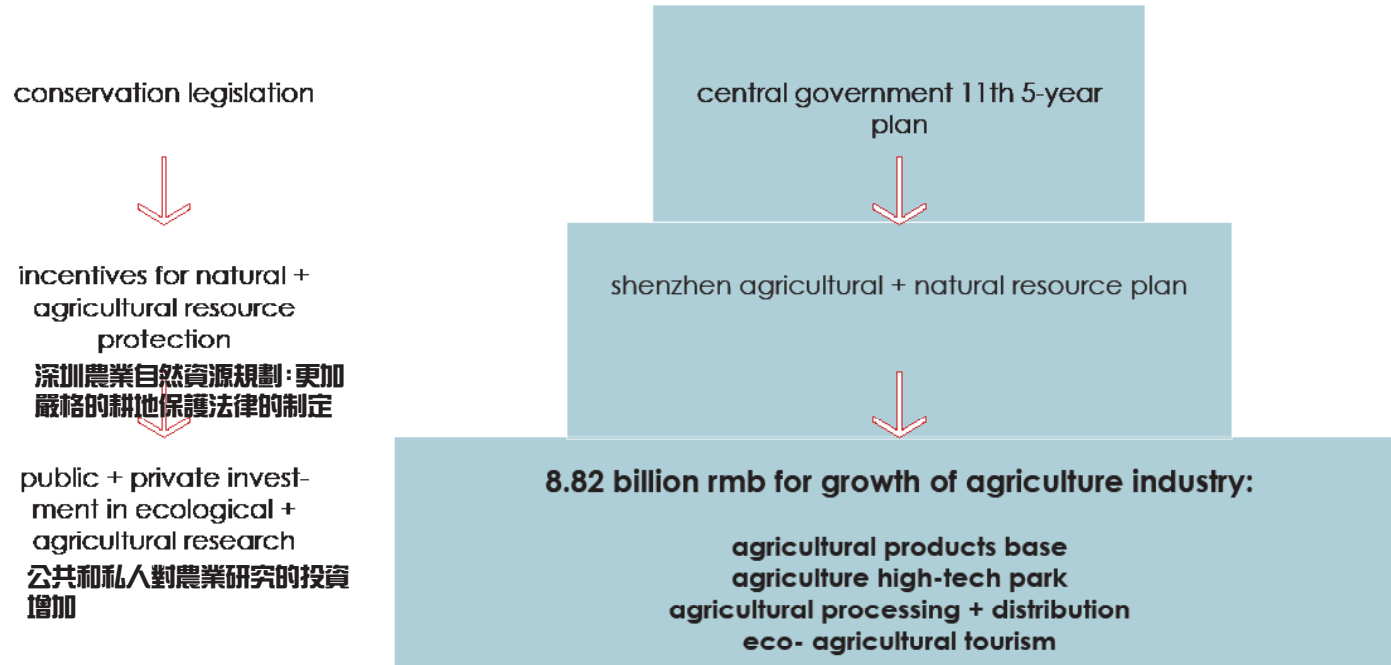 conservation legislation
incentives for natural +
agricultural resource
protection
深圳農業自然資源規劃:更加
嚴格的耕地保護法律的制定
public + private invest-
ment in ecological +
agricultural research
公共和私人對農業研究的投資
增加
central government 11th 5-year
plan
shenzhen agricultural + natural resource plan
8.82 billion rmb for growth of agriculture industry:
agricultural products base
agriculture high-tech park
agricultural processing + distribution
eco- agricultural tourism